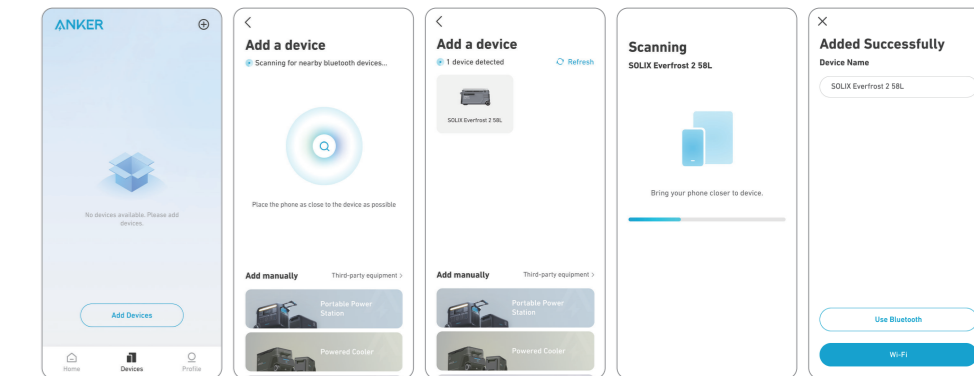 ANKER
No devices available. Please add
devices.
Add Devices
Home
Devices
Profile
Add a device
Scanning for nearby bluetooth devices...
Place the phone as close to the device as possible
Add manually
Third-party equipment >
Portable Power
Station
Powered Cooler
Add a device
1 device detected
Refresh
SOLIX Everfrost 2 58L
Add manually
Third-party equipment >
Portable Power
Station
Powered Cooler
Scanning
SOLIX Everfrost 2 58L
Bring your phone closer to device.
Added Successfully
Device Name
SOLIX Everfrost 2 58L
Use Bluetooth
Wi-Fi